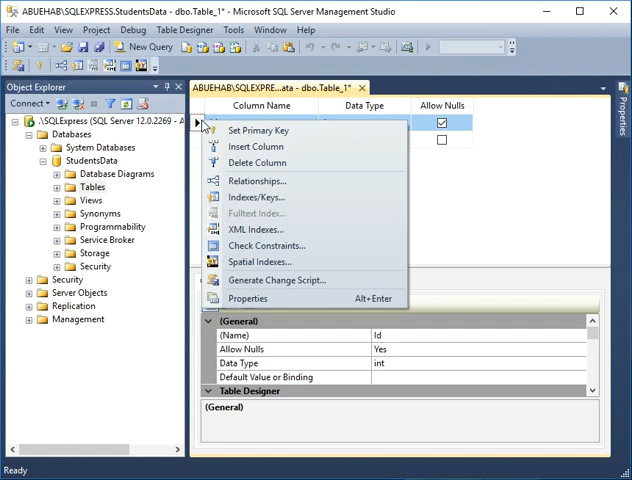 ABUEHAB\SQLEXPRESS.StudentsData - dbo.Table_1* - Microsoft SQL Server Management Studio
File Edit View Project Debug Table Designer Tools Window Help
New Query
Object Explorer
Connect
.\SQLExpress (SQL Server 12.0.2269 - A
Databases
System Databases
StudentsData
Database Diagrams
Tables
Views
Synonyms
Programmability
Service Broker
Storage
Security
Security
Server Objects
Replication
Management
ABUEHAB\SQLEXPRE...ata - dbo.Table_1*
Column Name Data Type Allow Nulls
Set Primary Key
Insert Column
Delete Column
Relationships...
Indexes/Keys...
Fulltext Index...
XML Indexes...
Check Constraints...
Spatial Indexes...
Generate Change Script...
Properties Alt+Enter
(General)
(Name) Id
Allow Nulls Yes
Data Type int
Default Value or Binding
Table Designer
(General)
Properties
Ready